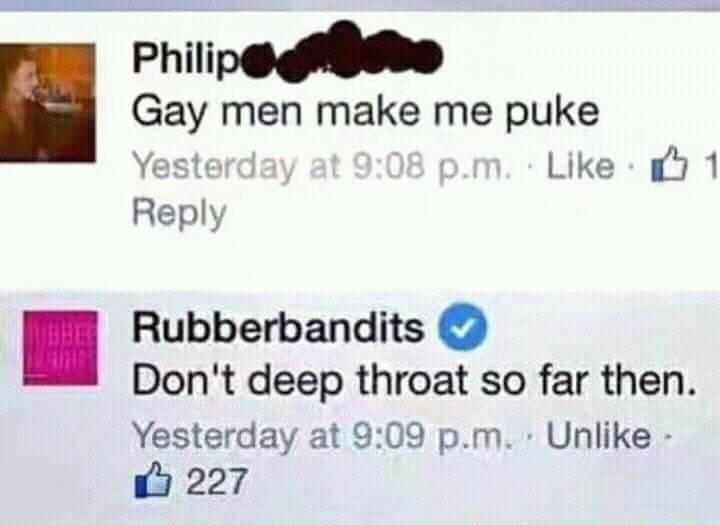 Philip
Gay men make me puke
Yesterday at 9:08 p.m. · Like · 1
Reply
Rubberbandits
Don't deep throat so far then.
Yesterday at 9:09 p.m. · Unlike ·
227